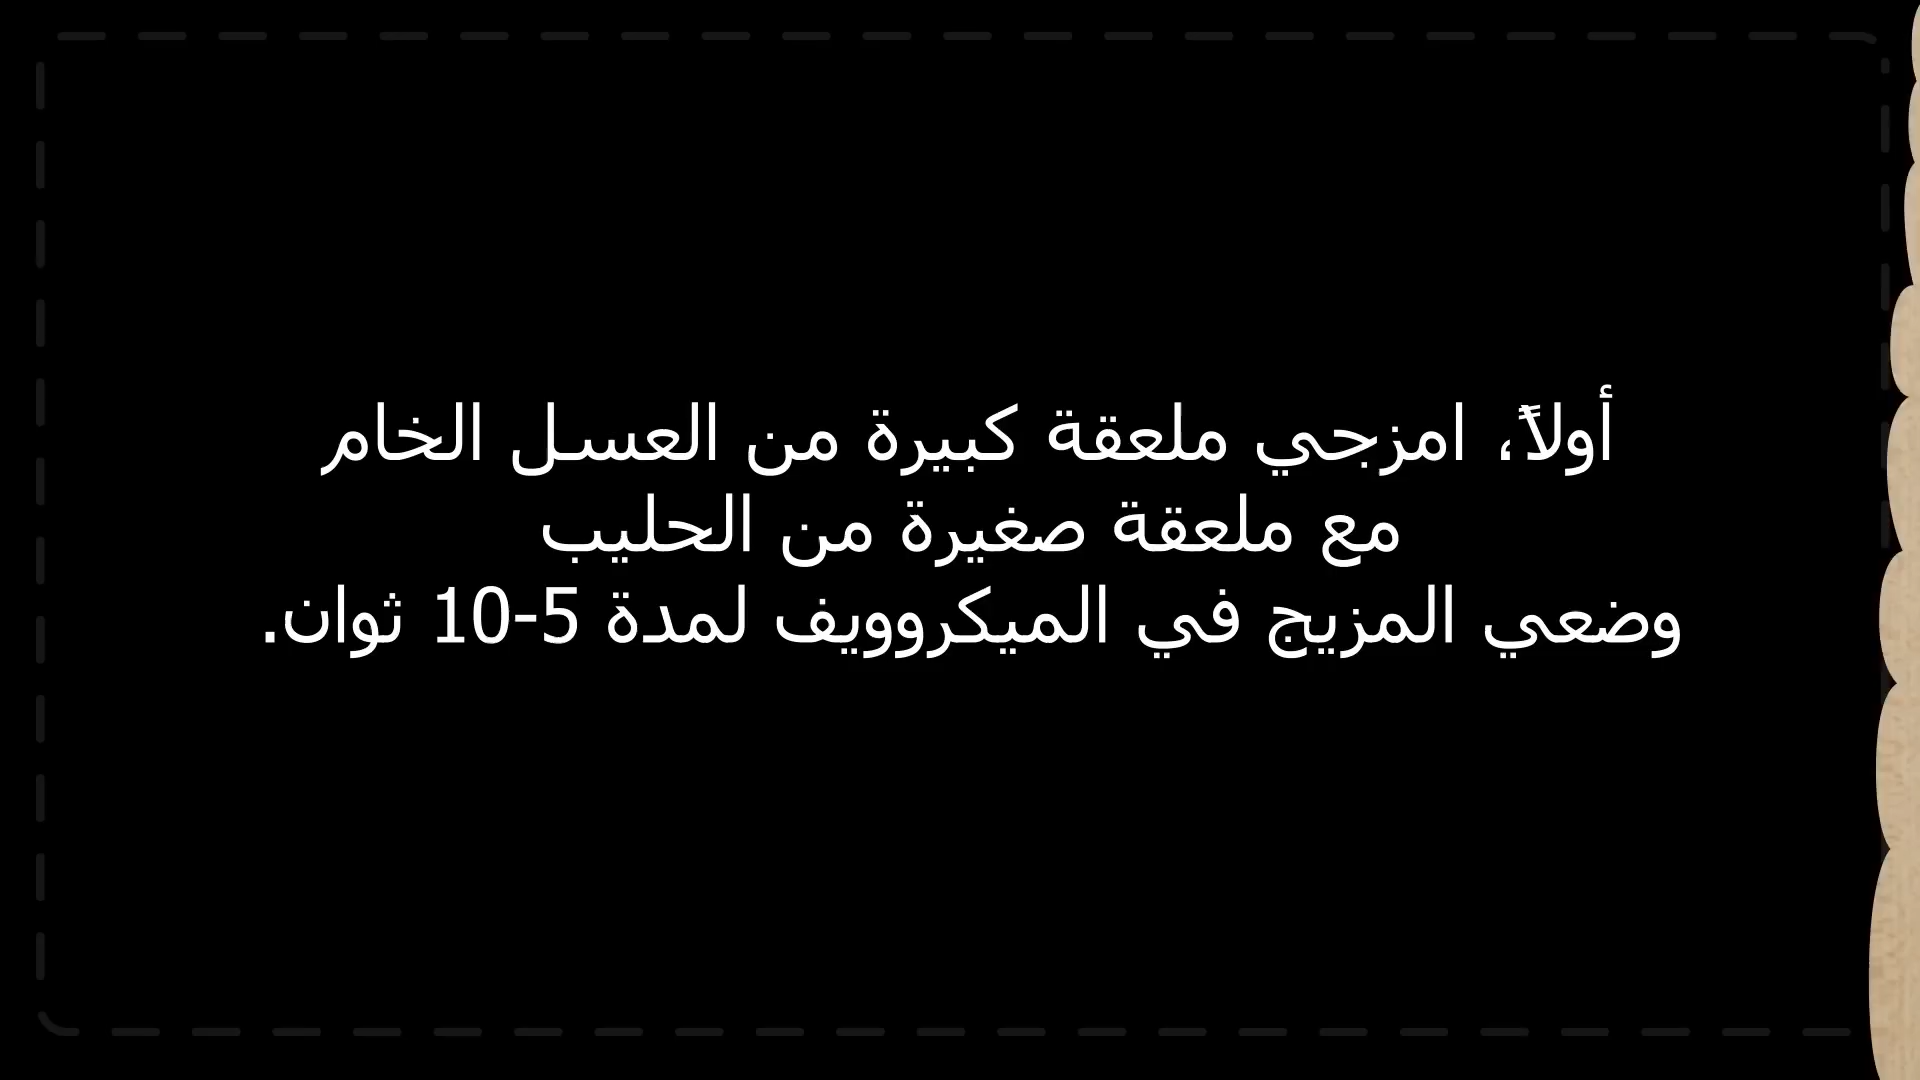 أولاً، امزجي ملعقة كبيرة من العسل الخام
مع ملعقة صغيرة من الحليب
وضعي المزيج في الميكروويف لمدة 5-10 ثوان.